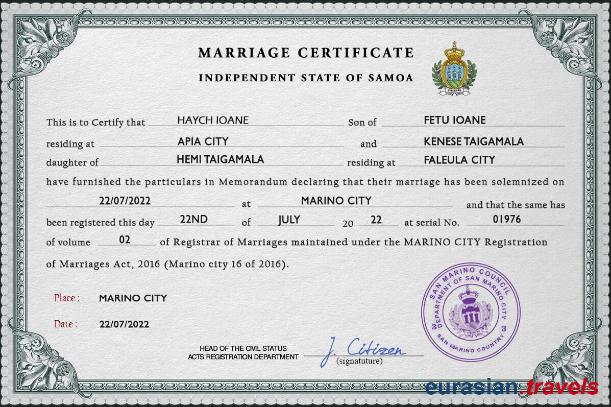 MARRIAGE CERTIFICATE
INDEPENDENT STATE OF SAMOA
This is to Certify that HAYCH IOANE Son of FETU IOANE
residing at APIA CITY and KENESE TAIGAMALA
daughter of HEMI TAIGAMALA residing at FALEULA CITY
have furnished the particulars in Memorandum declaring that their marriage has been solemnized on
22/07/2022 at MARINO CITY and that the same has
been registered this day 22ND of JULY 20 22 at serial No. 01976
of volume 02 of Registrar of Marriages maintained under the MARINO CITY Registration
of Marriages Act, 2016 (Marino city 16 of 2016).
Place : MARINO CITY
Date : 22/07/2022
HEAD OF THE CIVIL STATUS
ACTS REGISTRATION DEPARTMENT
J. Citizen
(signatuture)
SAN MARINO COUNCIL
DEPARTMENT OF SAN MARINO CITY
SAN MARINO COUNTRY
eurasian.travels